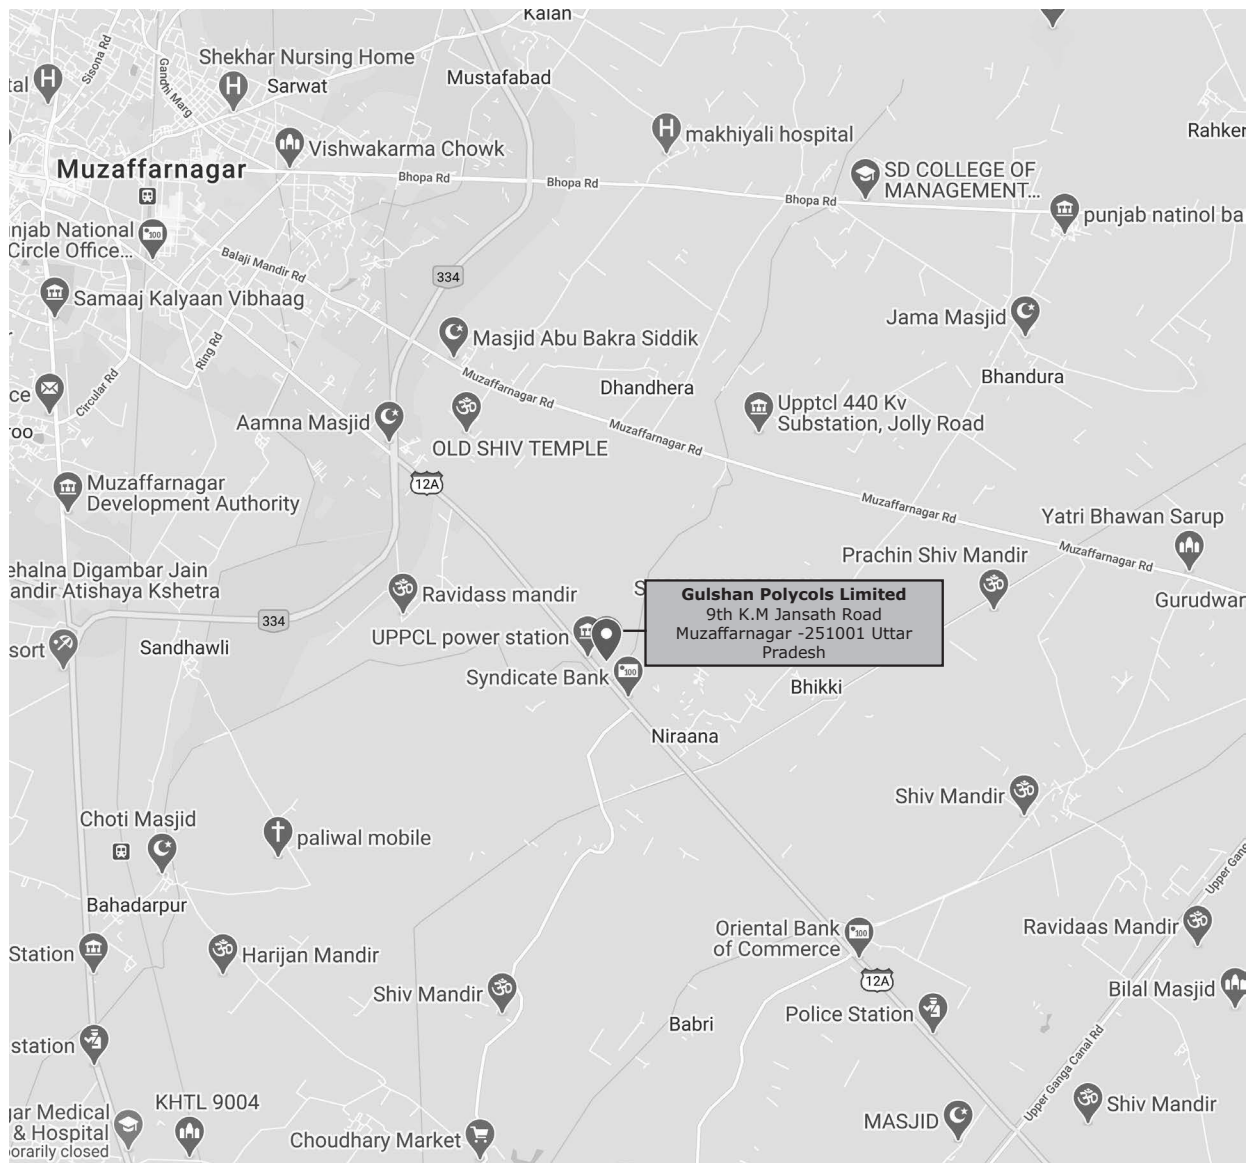 Kalan
Sisona Rd
Gandhi Marg
Shekhar Nursing Home
Sarwat
Mustafabad
tal
makhiyali hospital
Rahker
Vishwakarma Chowk
Muzaffarnagar
Bhopa Rd
Bhopa Rd
Bhopa Rd
SD COLLEGE OF
MANAGEMENT...
punjab natinol ba
njab National
Circle Office...
100
Balaji Mandir Rd
334
Samaaj Kalyaan Vibhaag
Jama Masjid
Masjid Abu Bakra Siddik
Ring Rd
Circular Rd
Muzaffarnagar Rd
Dhandhera
Bhandura
ce
roo
Aamna Masjid
OLD SHIV TEMPLE
Muzaffarnagar Rd
Upptcl 440 Kv
Substation, Jolly Road
12A
Muzaffarnagar
Development Authority
Muzaffarnagar Rd
Yatri Bhawan Sarup
Muzaffarnagar Rd
Prachin Shiv Mandir
ehalna Digambar Jain
andir Atishaya Kshetra
Ravidass mandir
S
Gulshan Polycols Limited
9th K.M Jansath Road
Muzaffarnagar -251001 Uttar
Pradesh
Gurudwar
334
UPPCL power station
sort
Sandhawli
Syndicate Bank
100
Bhikki
Niraana
Shiv Mandir
Choti Masjid
paliwal mobile
Upper Ganga
Bahadarpur
Oriental Bank
of Commerce
100
Ravidaas Mandir
Station
Harijan Mandir
12A
Shiv Mandir
Bilal Masjid
Police Station
Babri
station
Upper Ganga Canal Rd
KHTL 9004
gar Medical
& Hospital
orarily closed
Choudhary Market
MASJID
Shiv Mandir